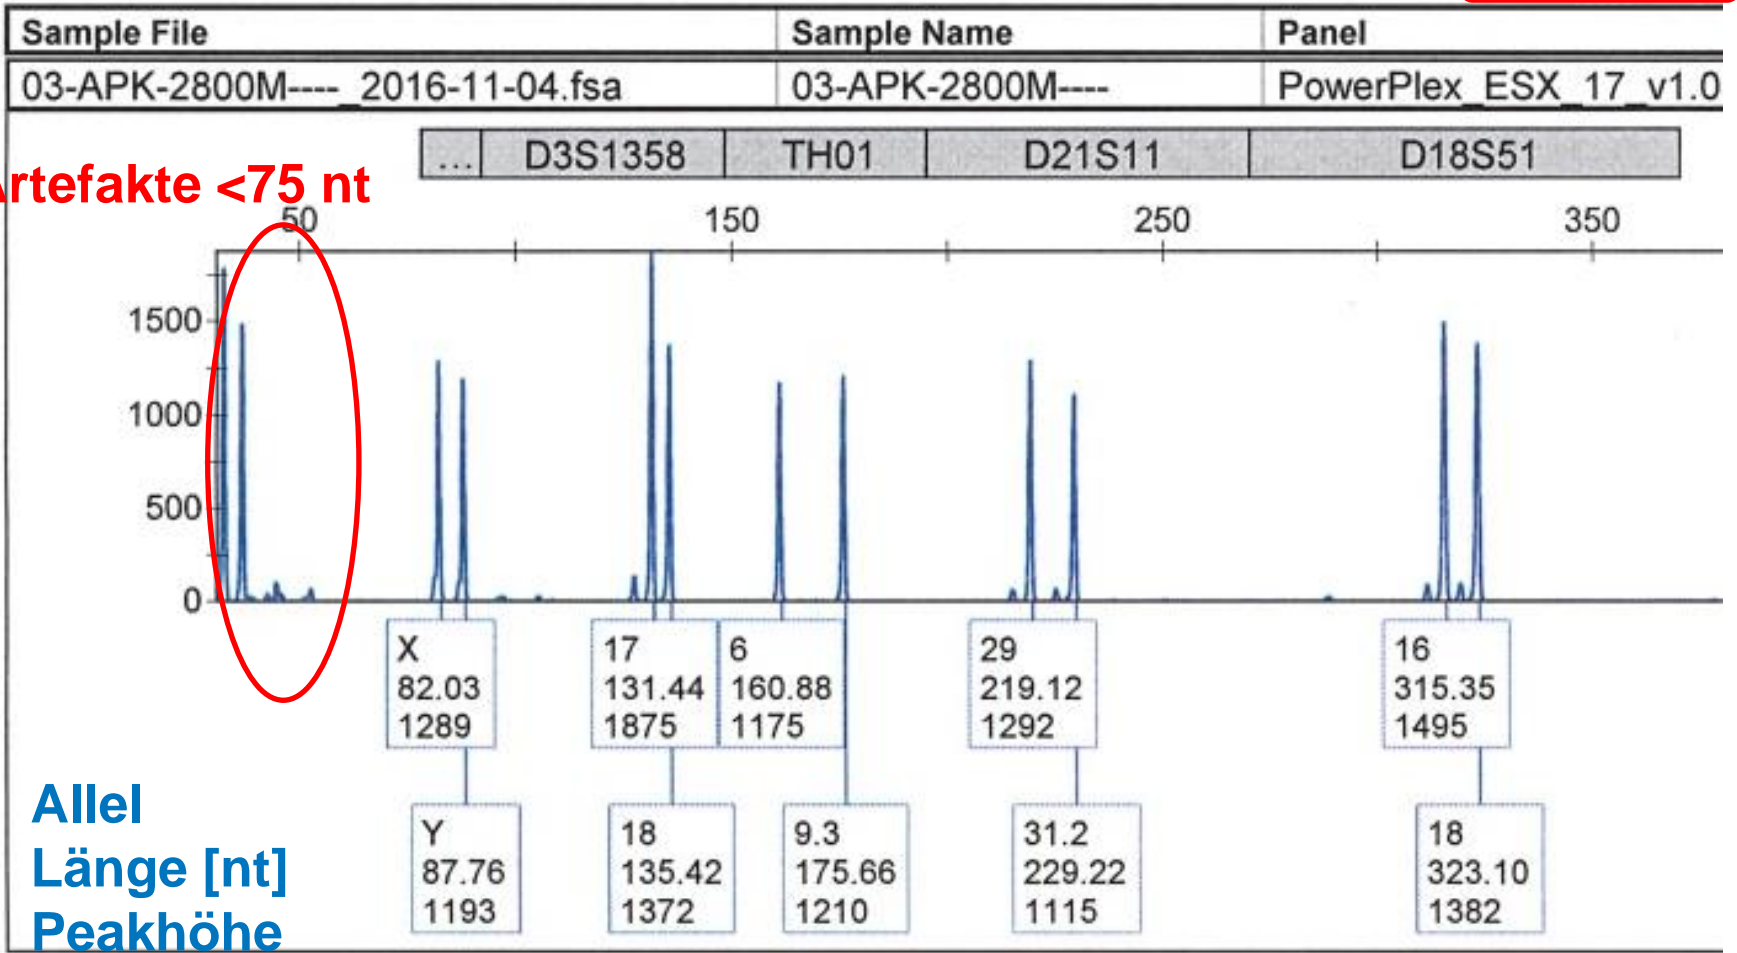 Sample File Sample Name Panel
03-APK-2800M----_2016-11-04.fsa 03-APK-2800M---- PowerPlex_ESX_17_v1.0
... D3S1358 TH01 D21S11 D18S51
Artefakte <75 nt
50 150 250 350
1500
1000
500
0
X 17 6 29 16
82.03 131.44 160.88 219.12 315.35
1289 1875 1175 1292 1495
Allel
Länge [nt]
Peakhöhe
Y 18 9.3 31.2 18
87.76 135.42 175.66 229.22 323.10
1193 1372 1210 1115 1382